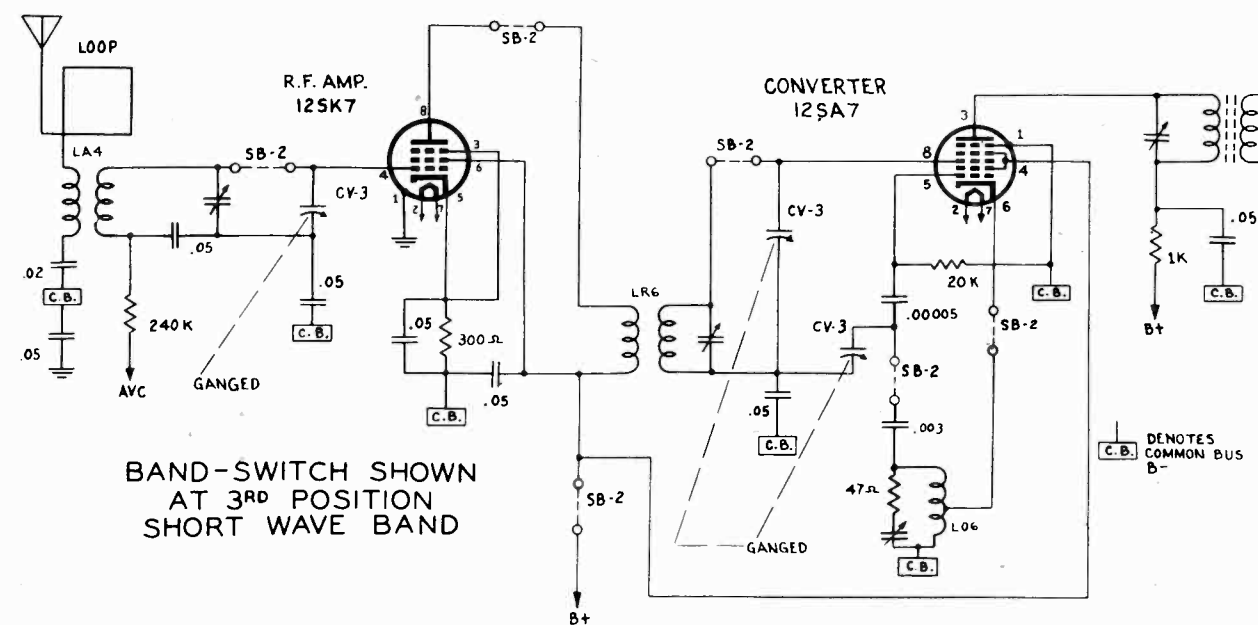 LOOP
LA4
.02
C.B.
.05
240K
AVC
.05
SB-2
CV-3
.05
C.B.
GANGED
R.F. AMP.
12SK7
8
3
6
4
1
2
7
5
SB-2
.05
300Ω
.05
C.B.
LR6
SB-2
B+
SB-2
CV-3
CV-3
.05
C.B.
GANGED
CONVERTER
12SA7
3
1
8
4
5
2
7
6
20K
C.B.
.00005
SB-2
SB-2
.003
47Ω
LO6
C.B.
1K
B+
.05
C.B.
C.B. DENOTES
COMMON BUS
B-
BAND-SWITCH SHOWN
AT 3RD POSITION
SHORT WAVE BAND